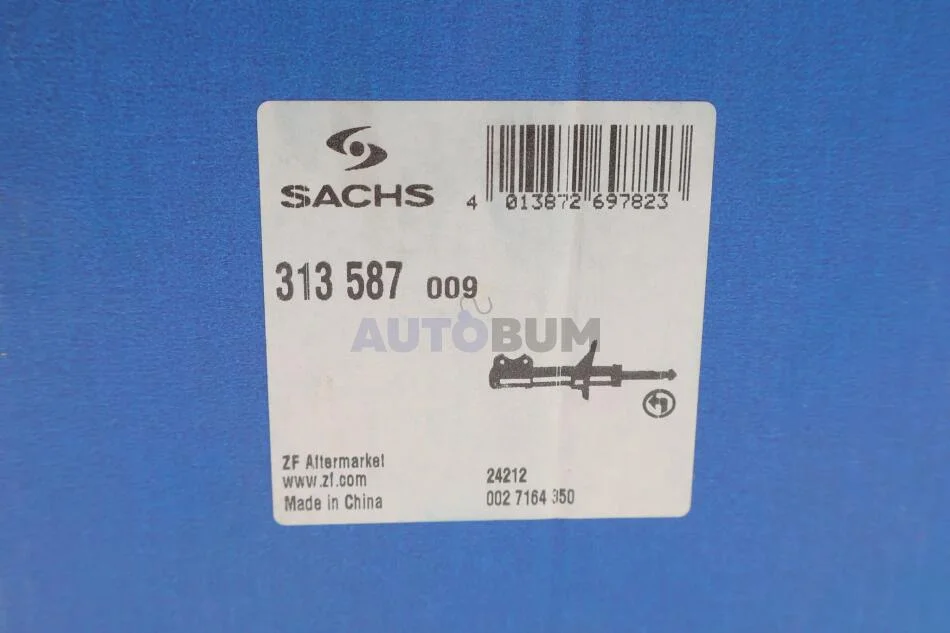 SACHS
4 013872 697823
313 587 009
AUTOBUM
ZF Aftermarket
www.zf.com
Made in China
24212
002 7164 350